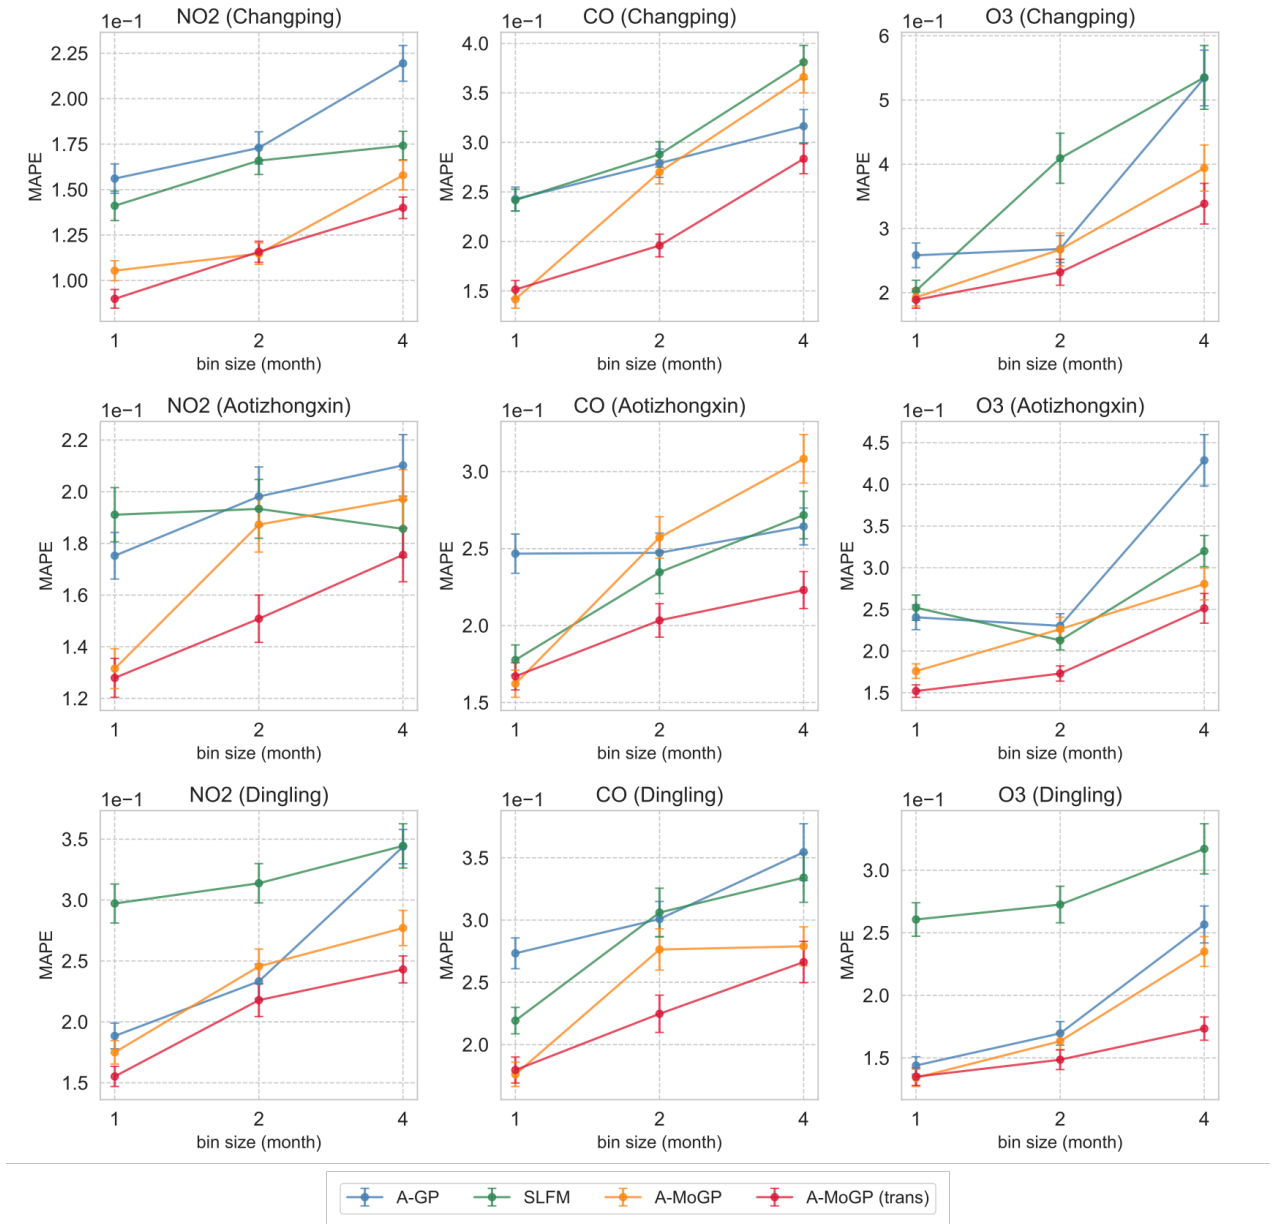 1e−1 NO2 (Changping)
MAPE
2.25
2.00
1.75
1.50
1.25
1.00
1 2 4
bin size (month)
1e−1 CO (Changping)
MAPE
4.0
3.5
3.0
2.5
2.0
1.5
1 2 4
bin size (month)
1e−1 O3 (Changping)
MAPE
6
5
4
3
2
1 2 4
bin size (month)
1e−1 NO2 (Aotizhongxin)
MAPE
2.2
2.0
1.8
1.6
1.4
1.2
1 2 4
bin size (month)
1e−1 CO (Aotizhongxin)
MAPE
3.0
2.5
2.0
1.5
1 2 4
bin size (month)
1e−1 O3 (Aotizhongxin)
MAPE
4.5
4.0
3.5
3.0
2.5
2.0
1.5
1 2 4
bin size (month)
1e−1 NO2 (Dingling)
MAPE
3.5
3.0
2.5
2.0
1.5
1 2 4
bin size (month)
1e−1 CO (Dingling)
MAPE
3.5
3.0
2.5
2.0
1 2 4
bin size (month)
1e−1 O3 (Dingling)
MAPE
3.0
2.5
2.0
1.5
1 2 4
bin size (month)
A-GP SLFM A-MoGP A-MoGP (trans)